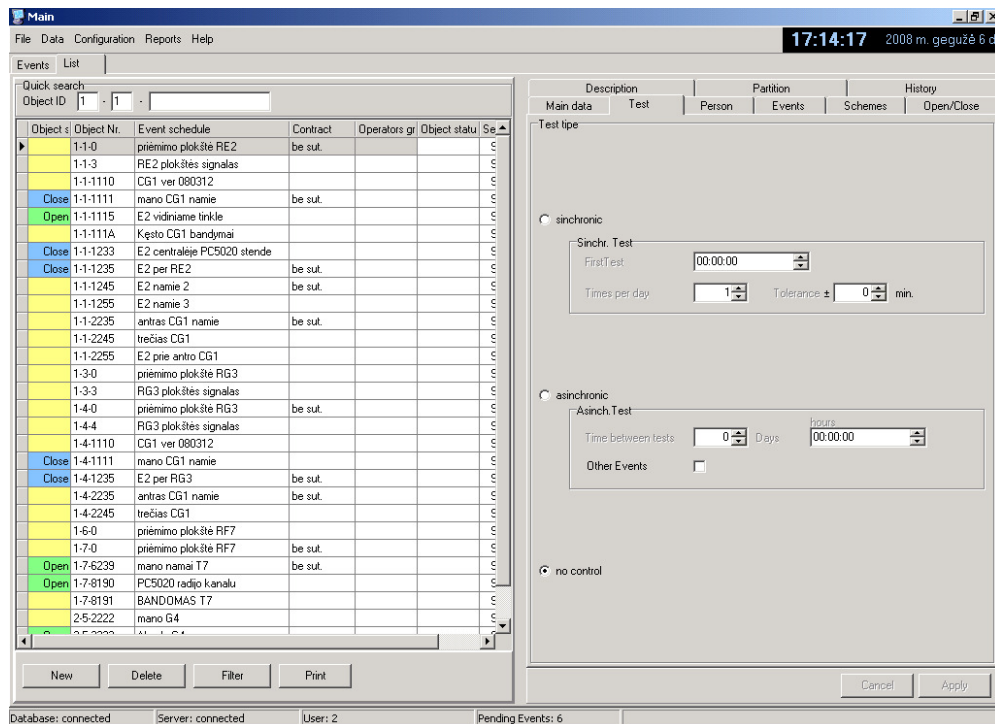 Main
File Data Configuration Reports Help
17:14:17 2008 m. gegužė 6 d
Events List
Quick search
Object ID 1 - 1 -
Object s Object Nr. Event schedule Contract Operators gr Object statu Se
1-1-0 priėmimo plokštė RE2 be sut. S
1-1-3 RE2 plokštės signalas S
1-1-1110 CG1 ver 080312 S
Close 1-1-1111 mano CG1 namie be sut. S
Open 1-1-1115 E2 vidiniame tinkle S
1-1-111A Kęsto CG1 bandymai S
Close 1-1-1233 E2 centralėje PC5020 stende S
Close 1-1-1235 E2 per RE2 be sut. S
1-1-1245 E2 namie 2 be sut. S
1-1-1255 E2 namie 3 S
1-1-2235 antras CG1 namie be sut. S
1-1-2245 trečias CG1 S
1-1-2255 E2 prie antro CG1 S
1-3-0 priėmimo plokštė RG3 S
1-3-3 RG3 plokštės signalas S
1-4-0 priėmimo plokštė RG3 be sut. S
1-4-4 RG3 plokštės signalas S
1-4-1110 CG1 ver 080312 S
Close 1-4-1111 mano CG1 namie S
Close 1-4-1235 E2 per RG3 be sut. S
1-4-2235 antras CG1 namie be sut. S
1-4-2245 trečias CG1 S
1-6-0 priėmimo plokštė RF7 S
1-7-0 priėmimo plokštė RF7 be sut. S
Open 1-7-6239 mano namai T7 be sut. S
Open 1-7-8190 PC5020 radijo kanalu S
1-7-8191 BANDOMAS T7 S
2-5-2222 mano G4 S
New Delete Filter Print
Description Partition History
Main data Test Person Events Schemes Open/Close
Test tipe
sinchronic
Sinchr. Test
FirstTest 00:00:00
Times per day 1 Tolerance ± 0 min.
asinchronic
Asinch.Test
hours
Time between tests 0 Days 00:00:00
Other Events
no control
Cancel Apply
Database: connected Server: connected User: 2 Pending Events: 6